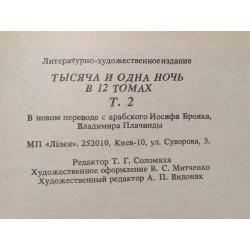 Литературно-художественное издание
ТЫСЯЧА И ОДНА НОЧЬ
В 12 ТОМАХ
Т. 2
В новом переводе с арабского Иосифа Брояка,
Владимира Плачинды
МП «Лілея». 252010, Киев-10, ул. Суворова, 3.
Редактор Т. Г. Соломаха
Художественное оформление В. С. Митченко
Художественный редактор А. П. Видоняк